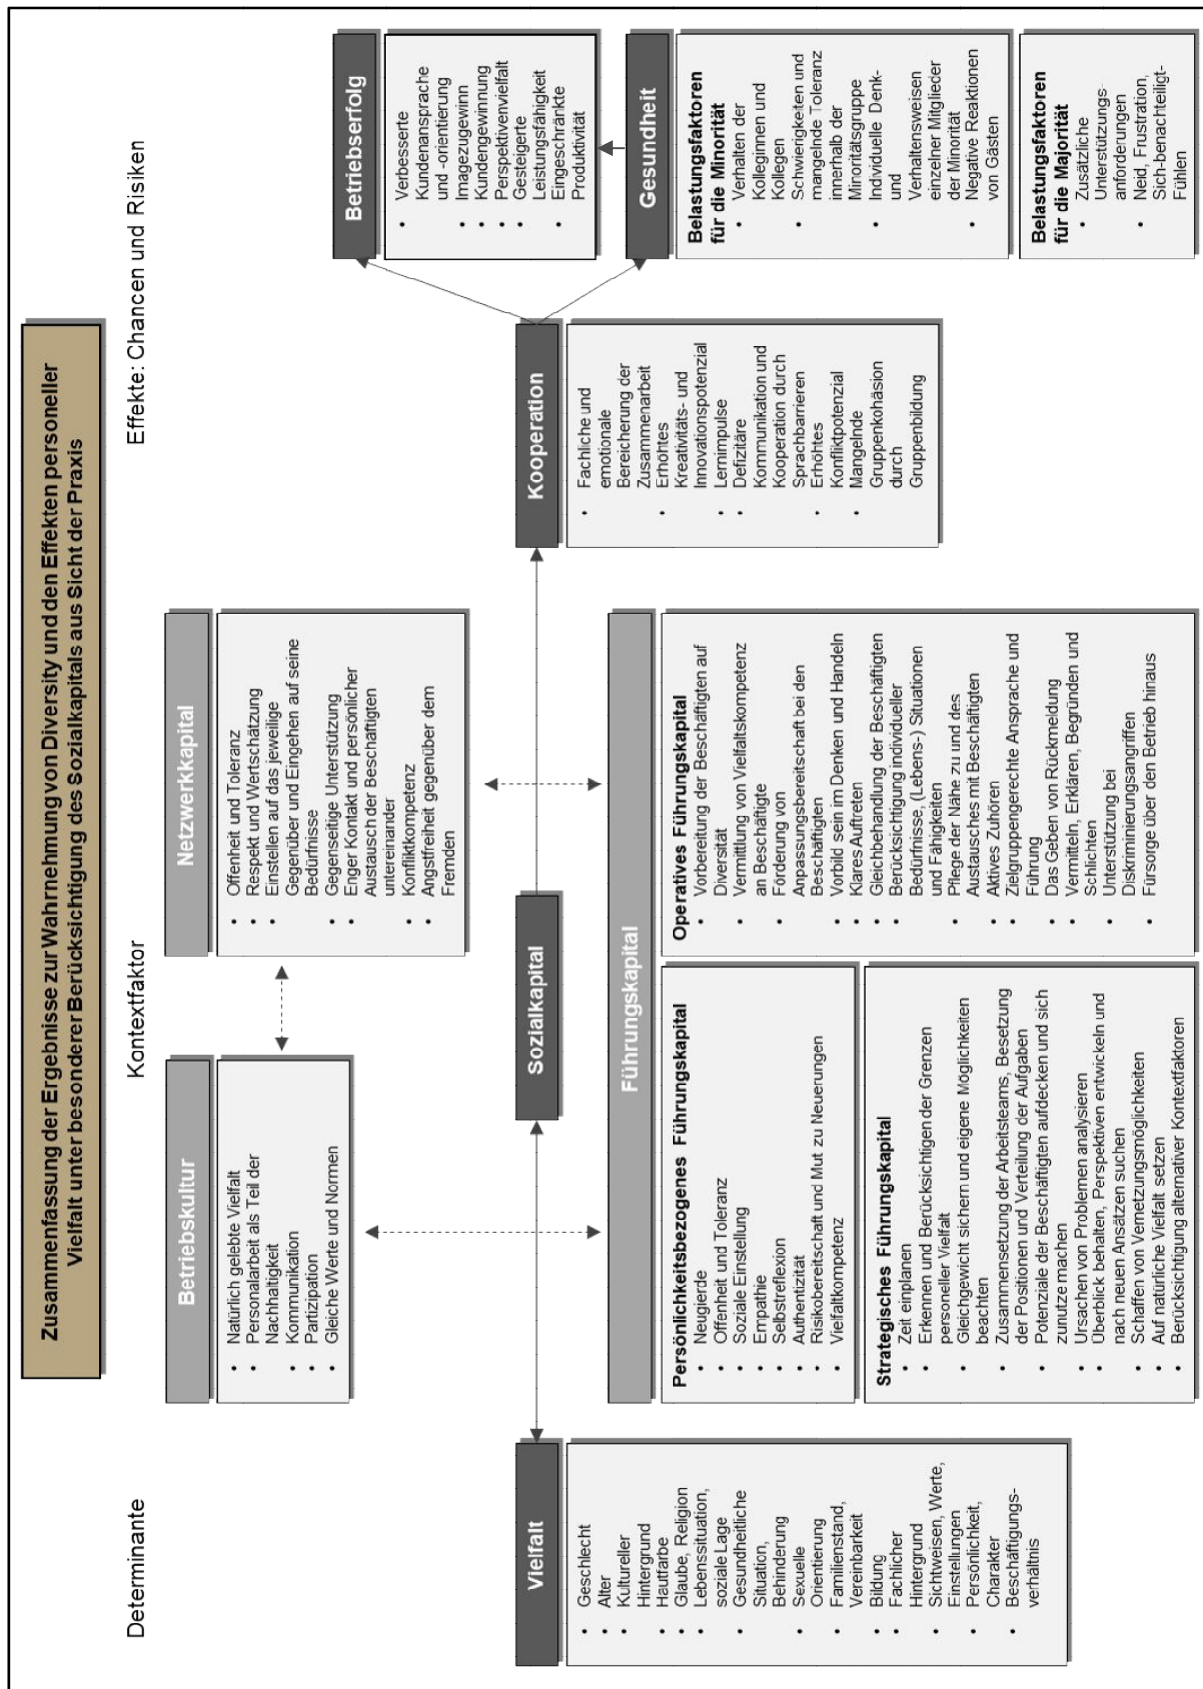 Zusammenfassung der Ergebnisse zur Wahrnehmung von Diversity und den Effekten personeller
Vielfalt unter besonderer Berücksichtigung des Sozialkapitals aus Sicht der Praxis
Determinante
Kontextfaktor
Effekte: Chancen und Risiken
Vielfalt
• Geschlecht
• Alter
• Kultureller
Hintergrund
• Hautfarbe
• Glaube, Religion
• Lebenssituation,
soziale Lage
• Gesundheitliche
Situation,
Behinderung
• Sexuelle
Orientierung
• Familienstand,
Vereinbarkeit
• Bildung
• Fachlicher
Hintergrund
• Sichtweisen, Werte,
Einstellungen
• Persönlichkeit,
Charakter
• Beschäftigungs-
verhältnis
Betriebskultur
• Natürlich gelebte Vielfalt
• Personalarbeit als Teil der
Nachhaltigkeit
• Kommunikation
• Partizipation
• Gleiche Werte und Normen
Netzwerkkapital
• Offenheit und Toleranz
• Respekt und Wertschätzung
• Einstellen auf das jeweilige
Gegenüber und Eingehen auf seine
Bedürfnisse
• Gegenseitige Unterstützung
• Enger Kontakt und persönlicher
Austausch der Beschäftigten
untereinander
• Konfliktkompetenz
• Angstfreiheit gegenüber dem
Fremden
Sozialkapital
Führungskapital
Persönlichkeitsbezogenes Führungskapital
• Neugierde
• Offenheit und Toleranz
• Soziale Einstellung
• Empathie
• Selbstreflexion
• Authentizität
• Risikobereitschaft und Mut zu Neuerungen
• Vielfaltkompetenz
Strategisches Führungskapital
• Zeit einplanen
• Erkennen und Berücksichtigen der Grenzen
personeller Vielfalt
• Gleichgewicht sichern und eigene Möglichkeiten
beachten
• Zusammensetzung der Arbeitsteams, Besetzung
der Positionen und Verteilung der Aufgaben
• Potenziale der Beschäftigten aufdecken und sich
zunutze machen
• Ursachen von Problemen analysieren
• Überblick behalten, Perspektiven entwickeln und
nach neuen Ansätzen suchen
• Schaffen von Vernetzungsmöglichkeiten
• Auf natürliche Vielfalt setzen
• Berücksichtigung alternativer Kontextfaktoren
Operatives Führungskapital
• Vorbereitung der Beschäftigten auf
Diversität
• Vermittlung von Vielfaltskompetenz
an Beschäftigte
• Förderung von
Anpassungsbereitschaft bei den
Beschäftigten
• Vorbild sein im Denken und Handeln
• Klares Auftreten
• Gleichbehandlung der Beschäftigten
• Berücksichtigung individueller
Bedürfnisse, (Lebens-) Situationen
und Fähigkeiten
• Pflege der Nähe zu und des
Austausches mit Beschäftigten
• Aktives Zuhören
• Zielgruppengerechte Ansprache und
Führung
• Das Geben von Rückmeldung
• Vermitteln, Erklären, Begründen und
Schlichten
• Unterstützung bei
Diskriminierungsangriffen
• Fürsorge über den Betrieb hinaus
Kooperation
• Fachliche und
emotionale
Bereicherung der
Zusammenarbeit
• Erhöhtes
Kreativitäts- und
Innovationspotenzial
• Lernimpulse
• Defizitäre
Kommunikation und
Kooperation durch
Sprachbarrieren
• Erhöhtes
Konfliktpotenzial
• Mangelnde
Gruppenkohäsion
durch
Gruppenbildung
Betriebserfolg
• Verbesserte
Kundenansprache
und -orientierung
• Imagezugewinn
• Kundengewinnung
• Perspektivenvielfalt
• Gesteigerte
Leistungsfähigkeit
• Eingeschränkte
Produktivität
Gesundheit
Belastungsfaktoren
für die Minorität
• Verhalten der
Kolleginnen und
Kollegen
• Schwierigkeiten und
mangelnde Toleranz
innerhalb der
Minoritätsgruppe
• Individuelle Denk-
und
Verhaltensweisen
einzelner Mitglieder
der Minorität
• Negative Reaktionen
von Gästen
Belastungsfaktoren
für die Majorität
• Zusätzliche
Unterstützungs-
anforderungen
• Neid, Frustration,
Sich-benachteiligt-
Fühlen